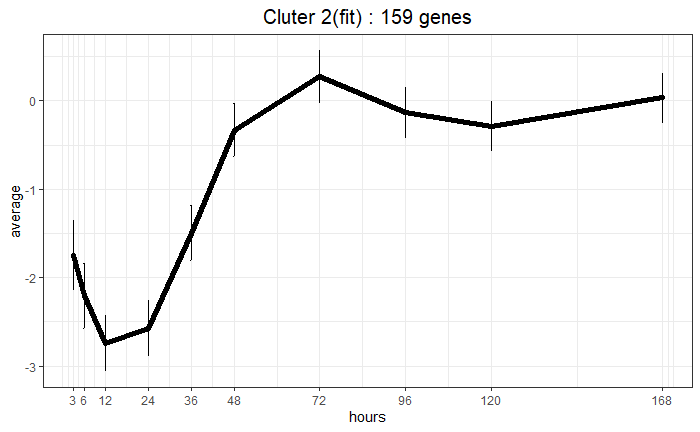 Cluter 2(fit) : 159 genes
average
0
-1
-2
-3
3 6 12 24 36 48 72 96 120 168
hours